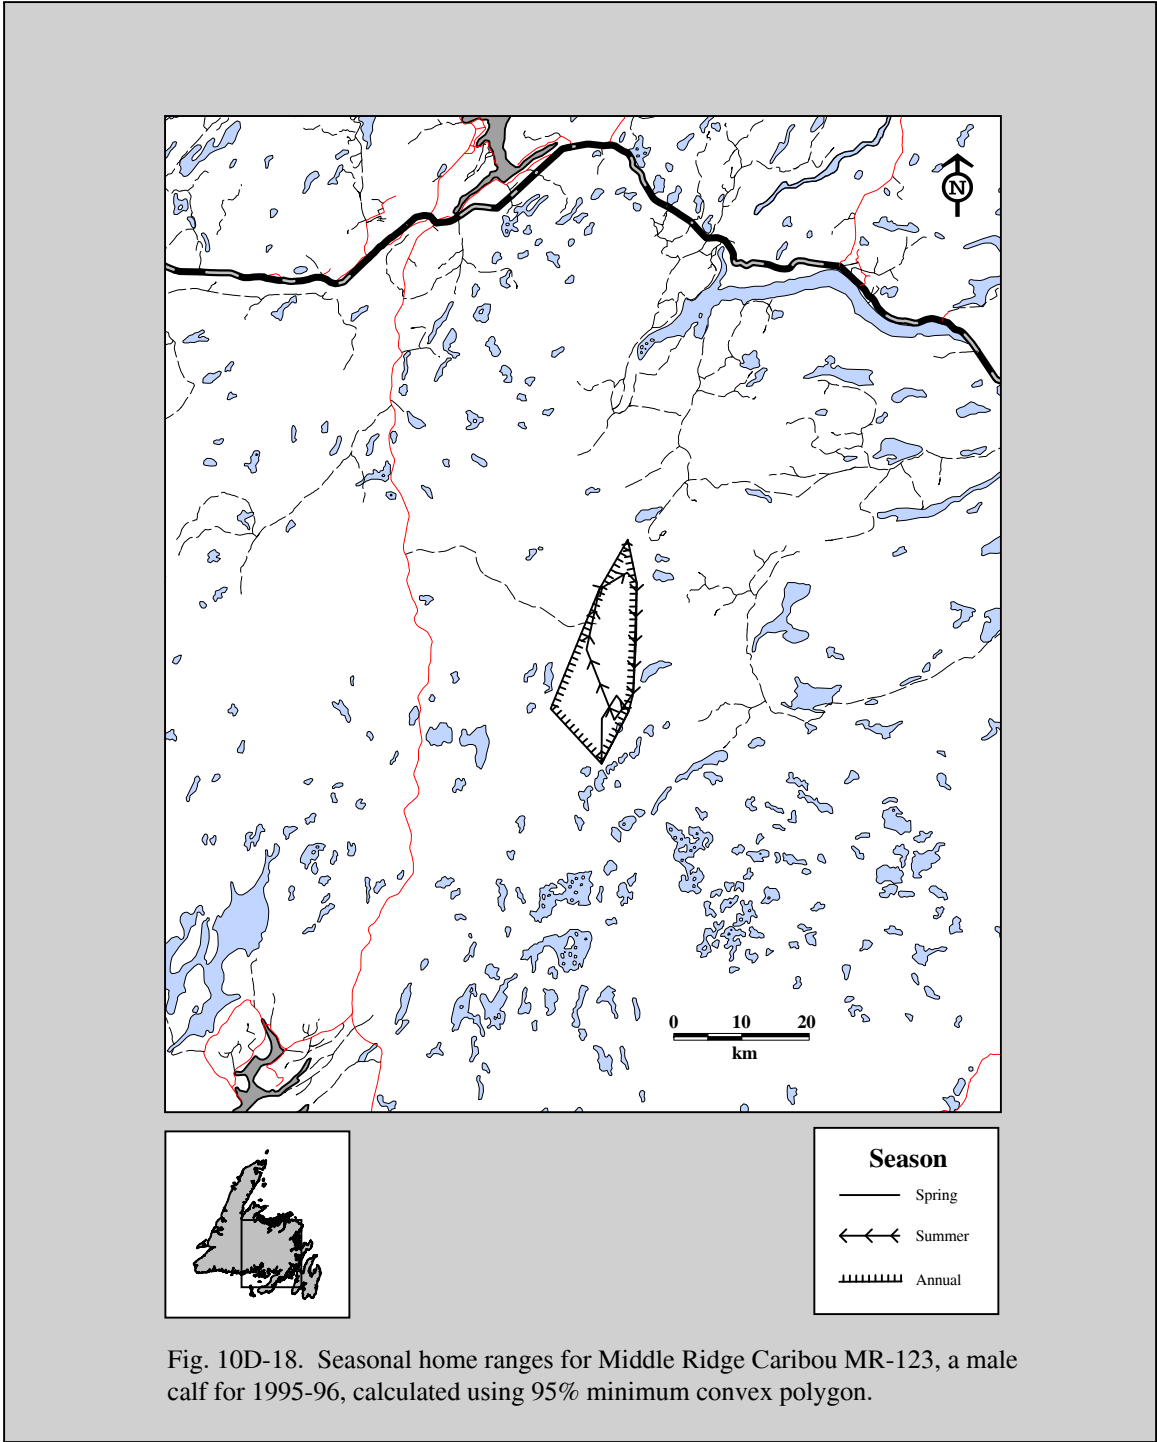 N
0 10 20
km
Season
Spring
Summer
Annual
Fig. 10D-18. Seasonal home ranges for Middle Ridge Caribou MR-123, a male
calf for 1995-96, calculated using 95% minimum convex polygon.